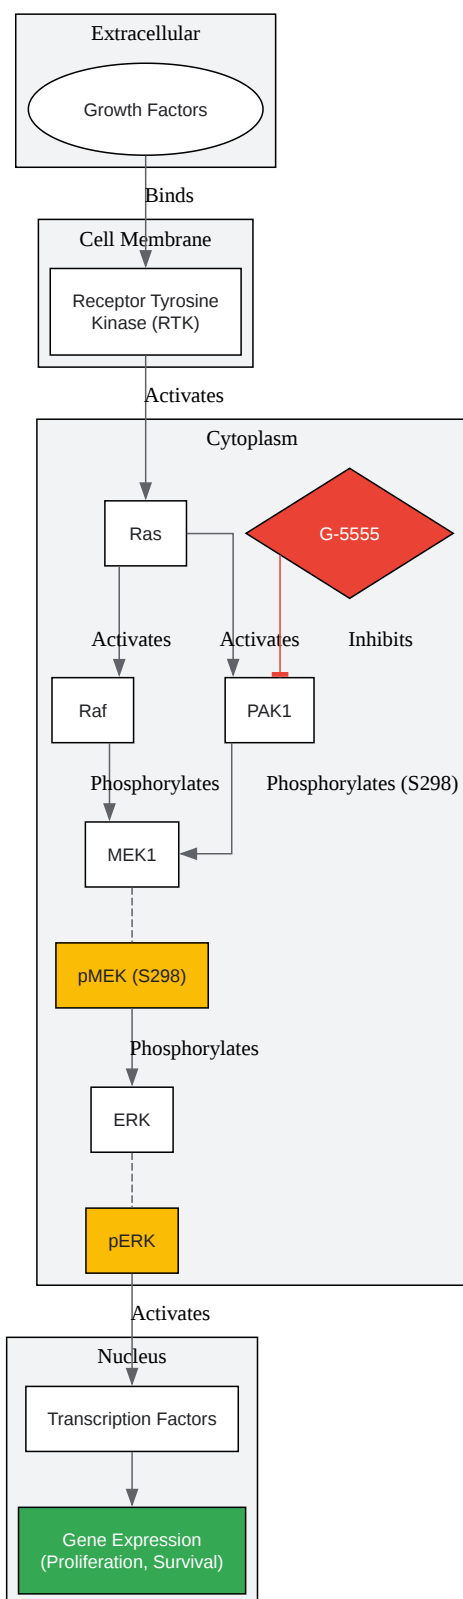 Extracellular
Growth Factors
Binds
Cell Membrane
Receptor Tyrosine
Kinase (RTK)
Activates
Cytoplasm
Ras
G-5555
Activates
Activates
Inhibits
Raf
PAK1
Phosphorylates
Phosphorylates (S298)
MEK1
pMEK (S298)
Phosphorylates
ERK
pERK
Activates
Nucleus
Transcription Factors
Gene Expression
(Proliferation, Survival)